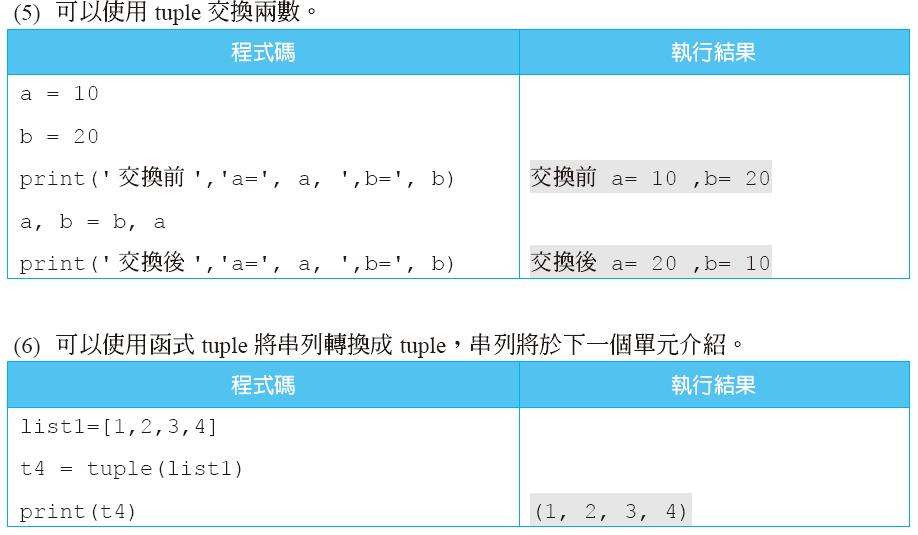 (5) 可以使用 tuple 交換兩數。
程式碼 執行結果
a = 10
b = 20
print(' 交換前 ','a=', a, ',b=', b) 交換前 a= 10 ,b= 20
a, b = b, a
print(' 交換後 ','a=', a, ',b=', b) 交換後 a= 20 ,b= 10
(6) 可以使用函式 tuple 將串列轉換成 tuple，串列將於下一個單元介紹。
程式碼 執行結果
list1=[1,2,3,4]
t4 = tuple(list1)
print(t4) (1, 2, 3, 4)